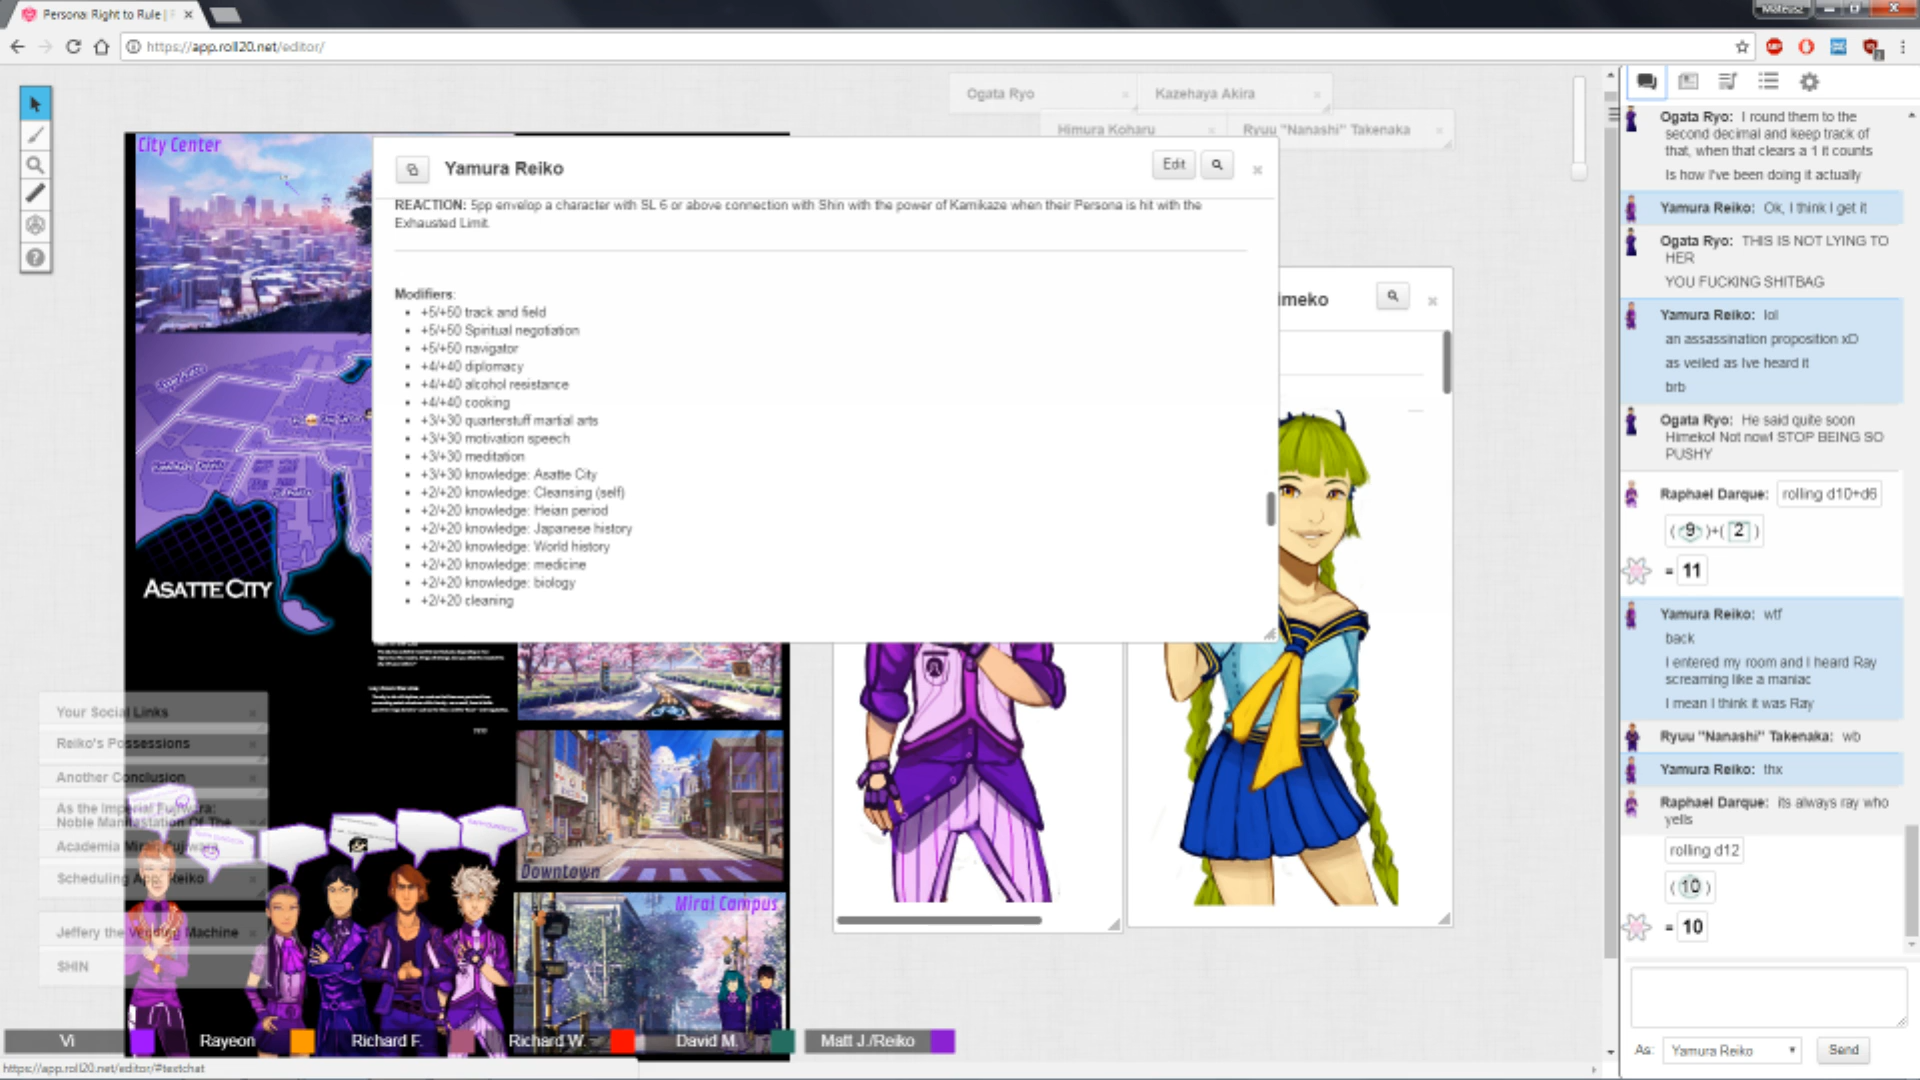 Persona: Right to Rule |
Mateusz
https://app.roll20.net/editor/
Ogata Ryo
Kazehaya Akira
Himura Koharu
Ryuu "Nanashi" Takenaka
City Center
Yamura Reiko
Edit
REACTION: 5pp envelop a character with SL 6 or above connection with Shin with the power of Kamikaze when their Persona is hit with the
Exhausted Limit.
Modifiers:
+5/+50 track and field
+5/+50 Spiritual negotiation
+5/+50 navigator
+4/+40 diplomacy
+4/+40 alcohol resistance
+4/+40 cooking
+3/+30 quarterstuff martial arts
+3/+30 motivation speech
+3/+30 meditation
+3/+30 knowledge: Asatte City
+2/+20 knowledge: Cleansing (self)
+2/+20 knowledge: Heian period
+2/+20 knowledge: Japanese history
+2/+20 knowledge: World history
+2/+20 knowledge: medicine
+2/+20 knowledge: biology
+2/+20 cleaning
imeko
ASATTE CITY
Your Social Links
Reiko's Possessions
Another Conclusion
As the Imperial Fujiwara:
Noble Manifestation Of The
Academia Mirai: Fujiwara
Scheduling App: Reiko
Jeffery the Vending Machine
SHIN
Downtown
Mirai Campus
Vi
Rayeon
Richard F.
Richard W.
David M.
Matt J./Reiko
https://app.roll20.net/editor/#textchat
Ogata Ryo: I round them to the
second decimal and keep track of
that, when that clears a 1 it counts
Is how I've been doing it actually
Yamura Reiko: Ok, I think I get it
Ogata Ryo: THIS IS NOT LYING TO
HER
YOU FUCKING SHITBAG
Yamura Reiko: lol
an assassination proposition xD
as veiled as Ive heard it
brb
Ogata Ryo: He said quite soon
Himeko! Not now! STOP BEING SO
PUSHY
Raphael Darque: rolling d10+d6
(9)+(2)
= 11
Yamura Reiko: wtf
back
I entered my room and I heard Ray
screaming like a maniac
I mean I think it was Ray
Ryuu "Nanashi" Takenaka: wb
Yamura Reiko: thx
Raphael Darque: its always ray who
yells
rolling d12
(10)
= 10
As: Yamura Reiko
Send